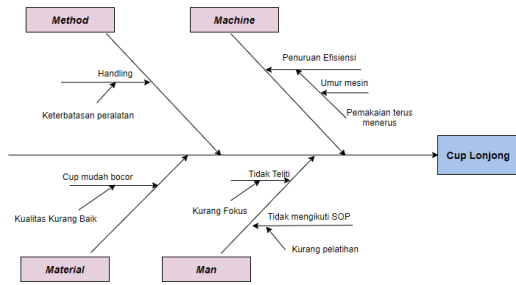 Method
Machine
Penuruan Efisiensi
Handling
Umur mesin
Keterbatasan peralatan
Pemakaian terus
menerus
Cup Lonjong
Cup mudah bocor
Tidak Teliti
Kualitas Kurang Baik
Kurang Fokus
Tidak mengikuti SOP
Kurang pelatihan
Material
Man